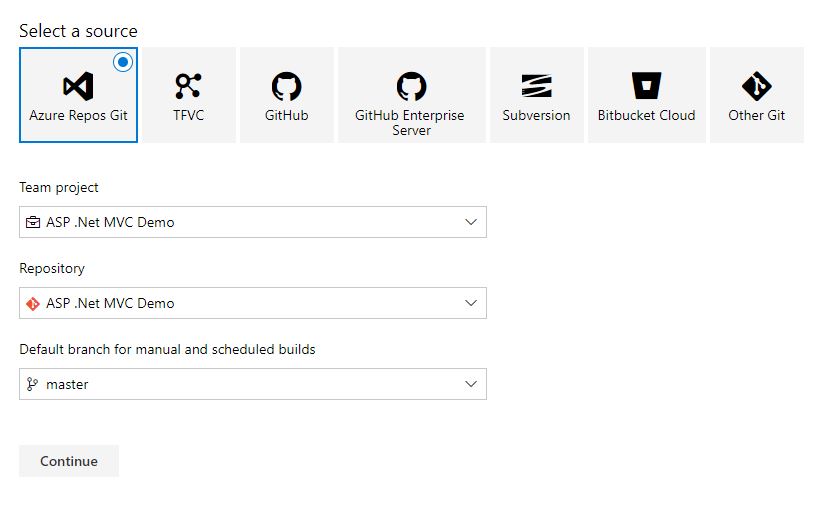 Select a source
Azure Repos Git
TFVC
GitHub
GitHub Enterprise
Server
Subversion
Bitbucket Cloud
Other Git
Team project
ASP .Net MVC Demo
Repository
ASP .Net MVC Demo
Default branch for manual and scheduled builds
master
Continue